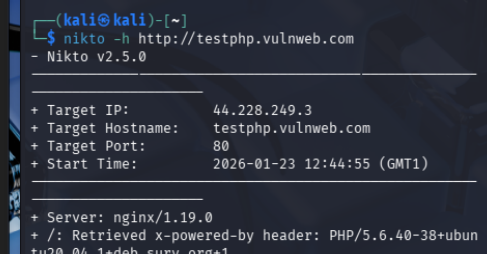 ┌──(kali㉿kali)-[~]
└─$ nikto -h http://testphp.vulnweb.com
- Nikto v2.5.0
+ Target IP: 44.228.249.3
+ Target Hostname: testphp.vulnweb.com
+ Target Port: 80
+ Start Time: 2026-01-23 12:44:55 (GMT1)
+ Server: nginx/1.19.0
+ /: Retrieved x-powered-by header: PHP/5.6.40-38+ubun
tu20.04.1+deb.sury.org+1